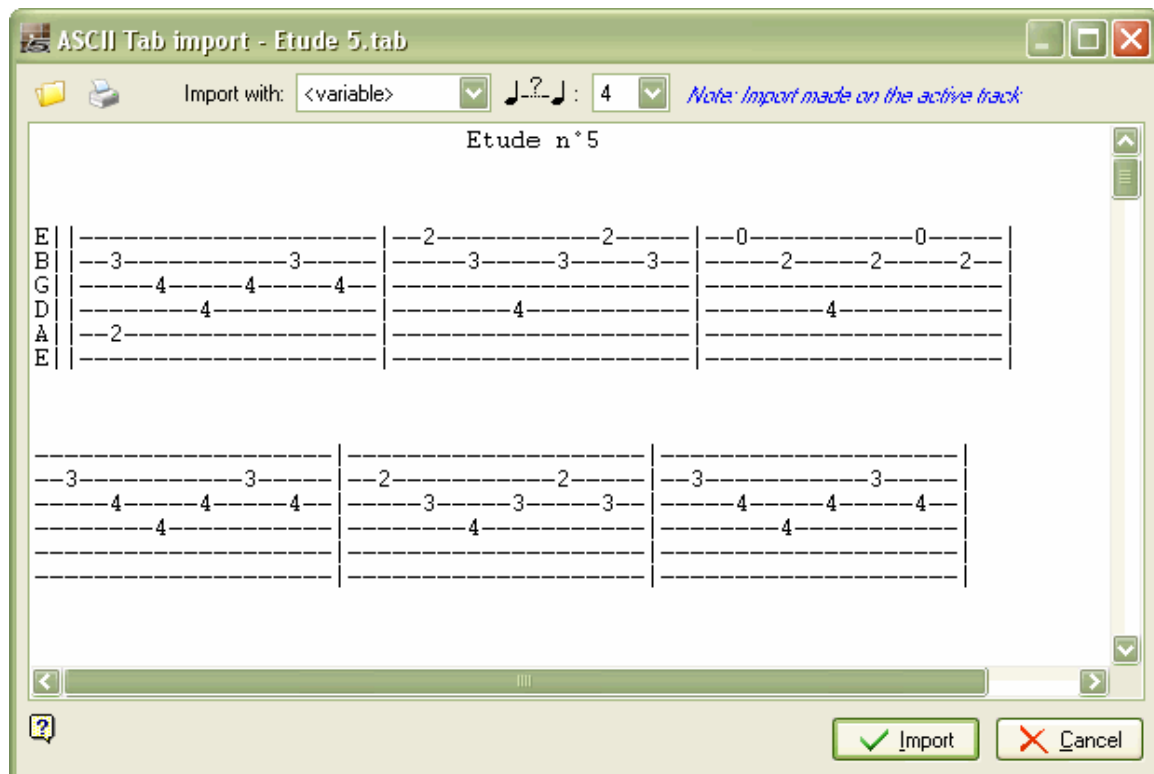 ASCII Tab import - Etude 5.tab
Import with: <variable> : 4 Note: Import made on the active track
Etude n°5
E||--------------------|--2-----------2-----|--0-----------0-----|
B||--3-----------3-----|-----3-----3-----3--|-----2-----2-----2--|
G||-----4-----4-----4--|--------------------|--------------------|
D||--------4-----------|--------4-----------|--------4-----------|
A||--2-----------------|--------------------|--------------------|
E||--------------------|--------------------|--------------------|
--------------------|--------------------|--------------------|
--3-----------3-----|--2-----------2-----|--3-----------3-----|
-----4-----4-----4--|-----3-----3-----3--|-----4-----4-----4--|
--------4-----------|--------4-----------|--------4-----------|
--------------------|--------------------|--------------------|
--------------------|--------------------|--------------------|
Import Cancel